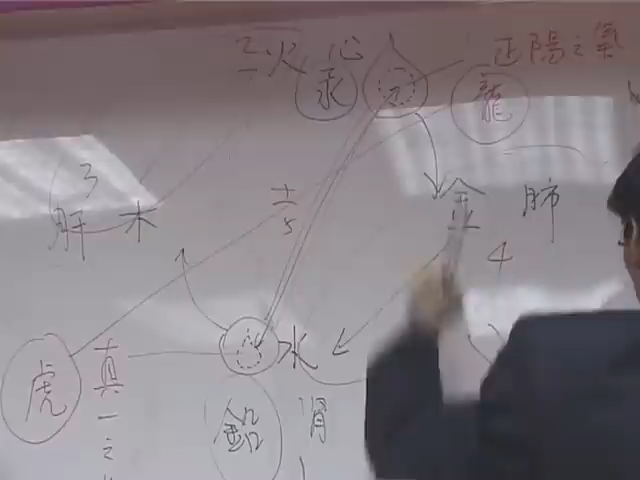 二火 心 正陽之氣
汞 龍
3
肝 木 土 金 肺
5 4
水
虎 真一之
鉛 腎